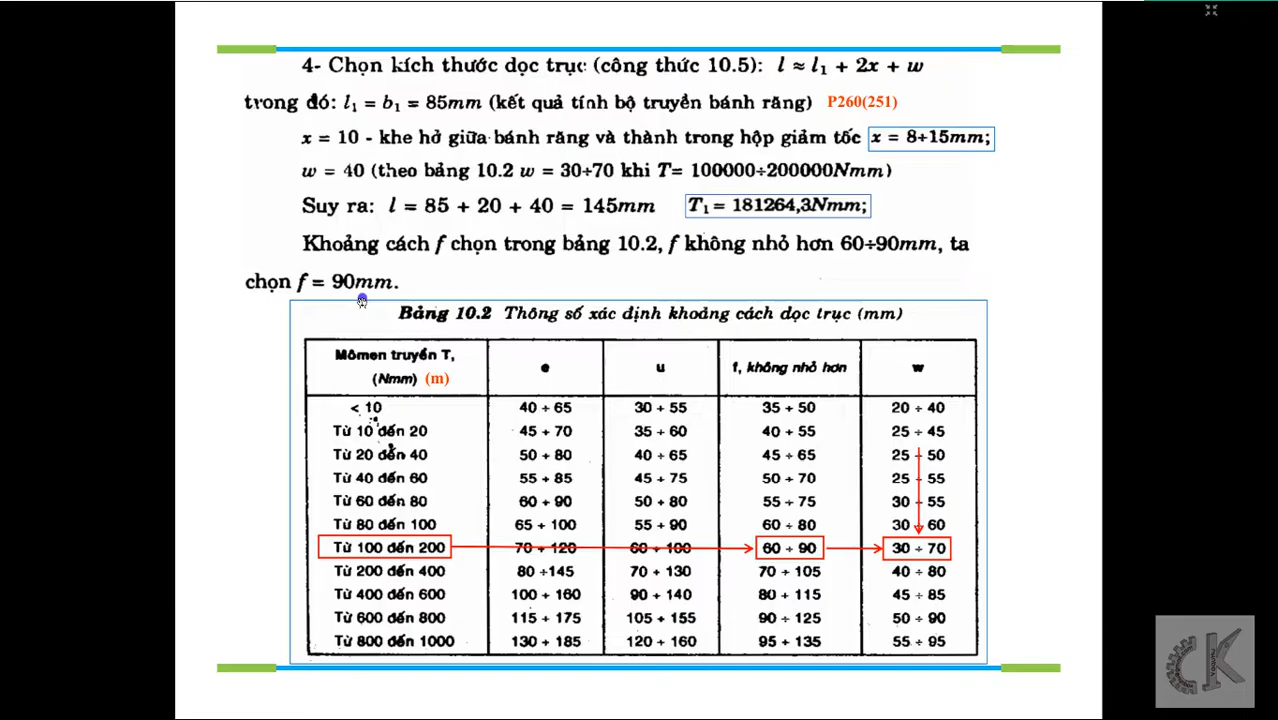 4- Chọn kích thước dọc trục (công thức 10.5): l ≈ l₁ + 2x + w
trong đó: l₁ = b₁ = 85mm (kết quả tính bộ truyền bánh răng) P260(251)
x = 10 - khe hở giữa bánh răng và thành trong hộp giảm tốc x = 8÷15mm;
w = 40 (theo bảng 10.2 w = 30÷70 khi T= 100000÷200000Nmm)
Suy ra: l = 85 + 20 + 40 = 145mm T₁ = 181264,3Nmm;
Khoảng cách f chọn trong bảng 10.2, f không nhỏ hơn 60÷90mm, ta
chọn f = 90mm.
Bảng 10.2 Thông số xác định khoảng cách dọc trục (mm)
Mômen truyền T, (Nmm) (m) e u f, không nhỏ hơn w
< 10 40 ÷ 65 30 ÷ 55 35 ÷ 50 20 ÷ 40
Từ 10 đến 20 45 ÷ 70 35 ÷ 60 40 ÷ 55 25 ÷ 45
Từ 20 đến 40 50 ÷ 80 40 ÷ 65 45 ÷ 65 25 ÷ 50
Từ 40 đến 60 55 ÷ 85 45 ÷ 75 50 ÷ 70 25 ÷ 55
Từ 60 đến 80 60 ÷ 90 50 ÷ 80 55 ÷ 75 30 ÷ 55
Từ 80 đến 100 65 ÷ 100 55 ÷ 90 60 ÷ 80 30 ÷ 60
Từ 100 đến 200 70 ÷ 120 60 ÷ 100 60 ÷ 90 30 ÷ 70
Từ 200 đến 400 80 ÷145 70 ÷ 130 70 ÷ 105 40 ÷ 80
Từ 400 đến 600 100 ÷ 160 90 ÷ 140 80 ÷ 115 45 ÷ 85
Từ 600 đến 800 115 ÷ 175 105 ÷ 155 90 ÷ 125 50 ÷ 90
Từ 800 đến 1000 130 ÷ 185 120 ÷ 160 95 ÷ 135 55 ÷ 95
CK